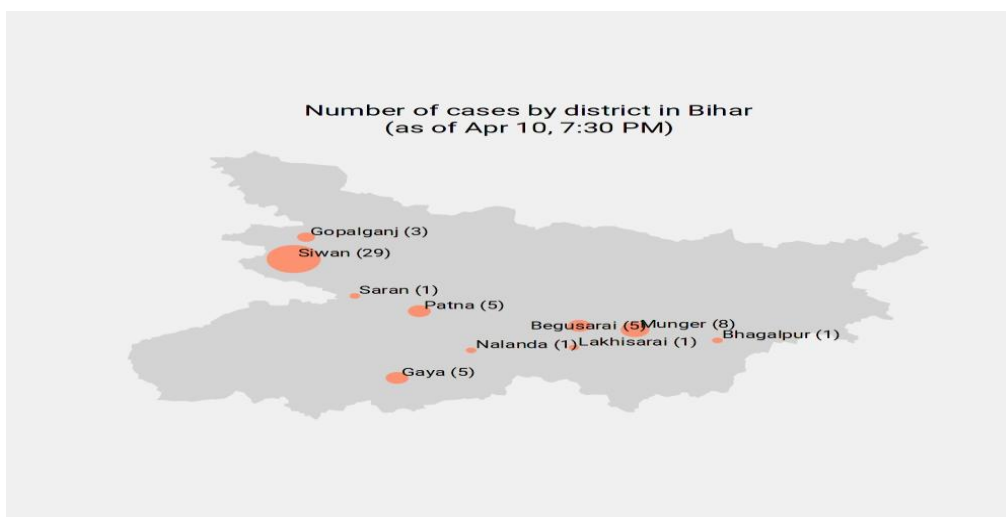 Number of cases by district in Bihar
(as of Apr 10, 7:30 PM)
Gopalganj (3)
Siwan (29)
Saran (1)
Patna (5)
Begusarai (5)
Munger (8)
Bhagalpur (1)
Nalanda (1)
Lakhisarai (1)
Gaya (5)